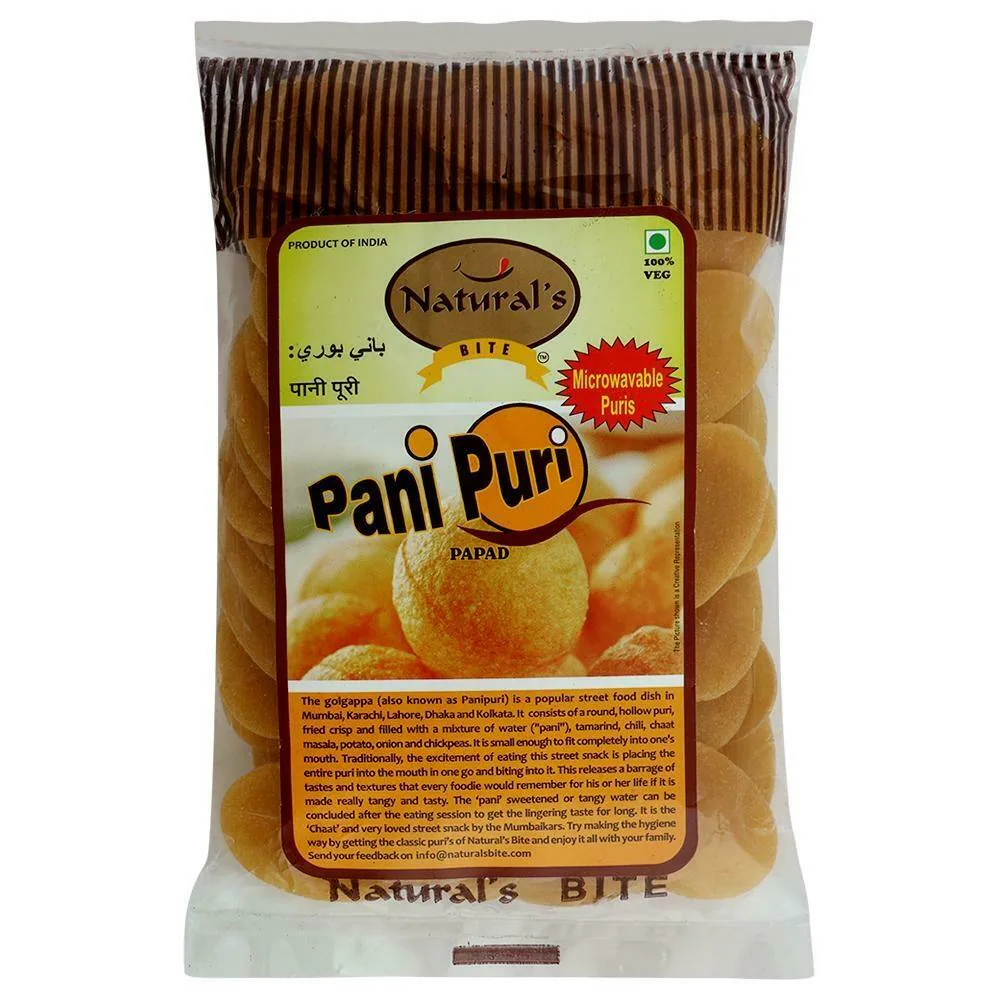 PRODUCT OF INDIA
100%
VEG
Natural's
BITE
TM
باني بوري:
पानी पूरी
Microwavable
Puris
Pani Puri
PAPAD
The Picture shown is a Creative Representation
The golgappa (also known as Panipuri) is a popular street food dish in
Mumbai, Karachi, Lahore, Dhaka and Kolkata. It consists of a round, hollow puri,
fried crisp and filled with a mixture of water ("pani"), tamarind, chili, chaat
masala, potato, onion and chickpeas. It is small enough to fit completely into one's
mouth. Traditionally, the excitement of eating this street snack is placing the
entire puri into the mouth in one go and biting into it. This releases a barrage of
tastes and textures that every foodie would remember for his or her life if it is
made really tangy and tasty. The 'pani' sweetened or tangy water can be
concluded after the eating session to get the lingering taste for long. It is the
'Chaat' and very loved street snack by the Mumbaikars. Try making the hygiene
way by getting the classic puri's of Natural's Bite and enjoy it all with your family.
Send your feedback on info@naturalsbite.com
Natural's BITE